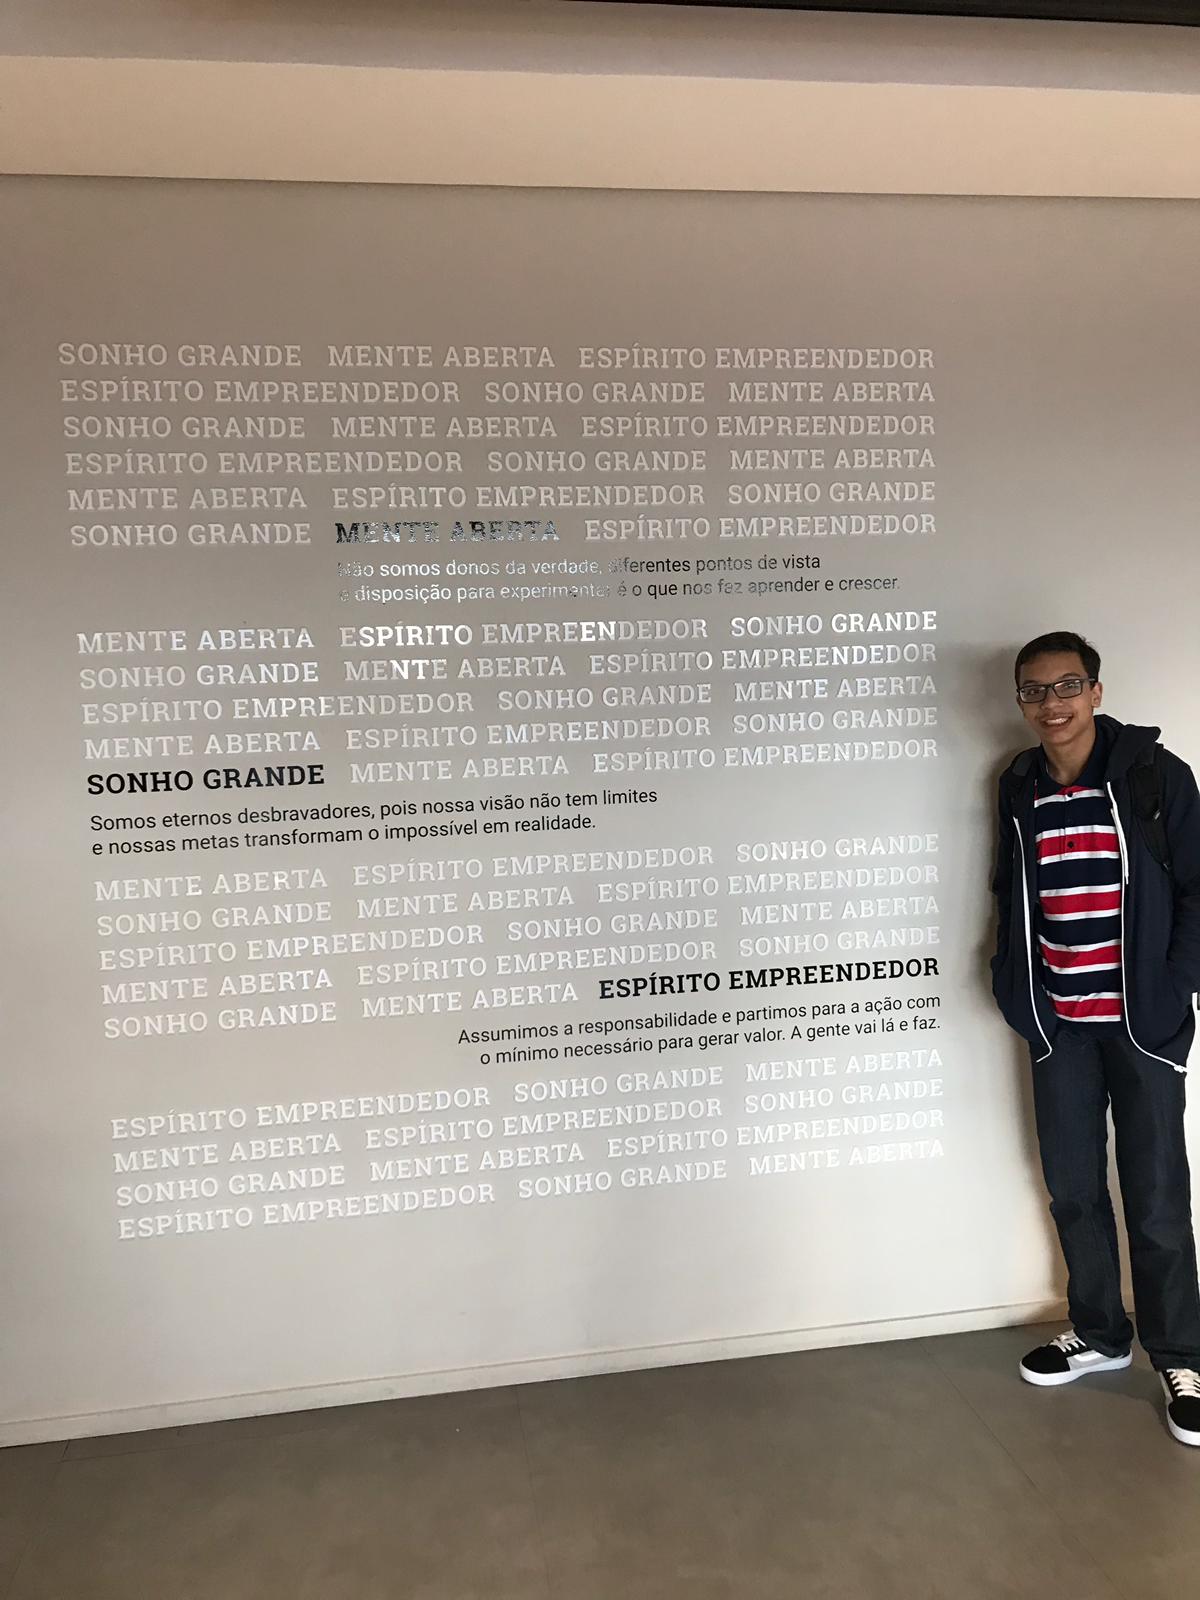 SONHO GRANDE MENTE ABERTA ESPÍRITO EMPREENDEDOR
ESPÍRITO EMPREENDEDOR SONHO GRANDE MENTE ABERTA
SONHO GRANDE MENTE ABERTA ESPÍRITO EMPREENDEDOR
ESPÍRITO EMPREENDEDOR SONHO GRANDE MENTE ABERTA
MENTE ABERTA ESPÍRITO EMPREENDEDOR SONHO GRANDE
SONHO GRANDE MENTE ABERTA ESPÍRITO EMPREENDEDOR
Não somos donos da verdade, diferentes pontos de vista
e disposição para experimentar é o que nos faz aprender e crescer.
MENTE ABERTA ESPÍRITO EMPREENDEDOR SONHO GRANDE
SONHO GRANDE MENTE ABERTA ESPÍRITO EMPREENDEDOR
ESPÍRITO EMPREENDEDOR SONHO GRANDE MENTE ABERTA
MENTE ABERTA ESPÍRITO EMPREENDEDOR SONHO GRANDE
SONHO GRANDE MENTE ABERTA ESPÍRITO EMPREENDEDOR
Somos eternos desbravadores, pois nossa visão não tem limites
e nossas metas transformam o impossível em realidade.
MENTE ABERTA ESPÍRITO EMPREENDEDOR SONHO GRANDE
SONHO GRANDE MENTE ABERTA ESPÍRITO EMPREENDEDOR
ESPÍRITO EMPREENDEDOR SONHO GRANDE MENTE ABERTA
MENTE ABERTA ESPÍRITO EMPREENDEDOR SONHO GRANDE
SONHO GRANDE MENTE ABERTA ESPÍRITO EMPREENDEDOR
Assumimos a responsabilidade e partimos para a ação com
o mínimo necessário para gerar valor. A gente vai lá e faz.
ESPÍRITO EMPREENDEDOR SONHO GRANDE MENTE ABERTA
MENTE ABERTA ESPÍRITO EMPREENDEDOR SONHO GRANDE
SONHO GRANDE MENTE ABERTA ESPÍRITO EMPREENDEDOR
ESPÍRITO EMPREENDEDOR SONHO GRANDE MENTE ABERTA